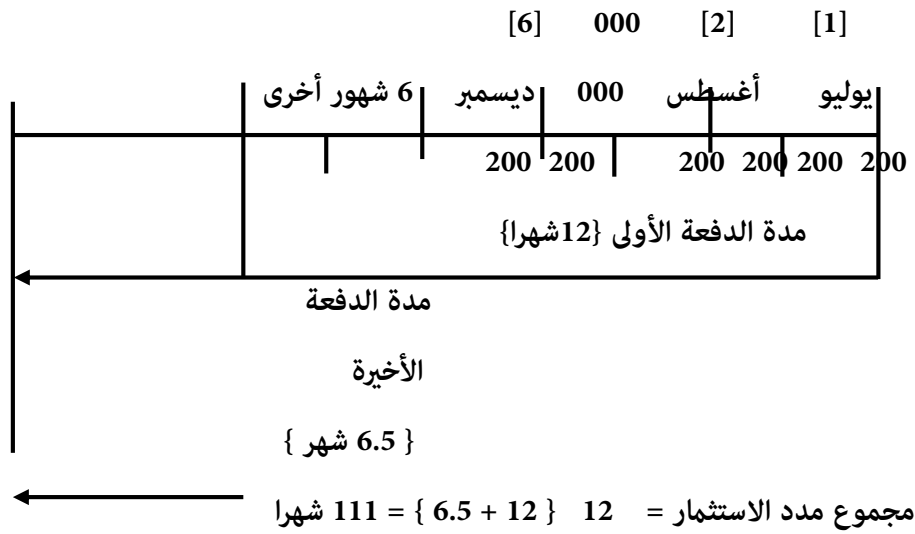 [1] [2] 000 [6]
يوليو أغسطس 000 ديسمبر 6 شهور أخرى
200 200 200 200 200 200
مدة الدفعة الأولى {12شهرا}
مدة الدفعة
الأخيرة
{ 6.5 شهر }
مجموع مدد الاستثمار = 12 { 12 + 6.5 } = 111 شهرا